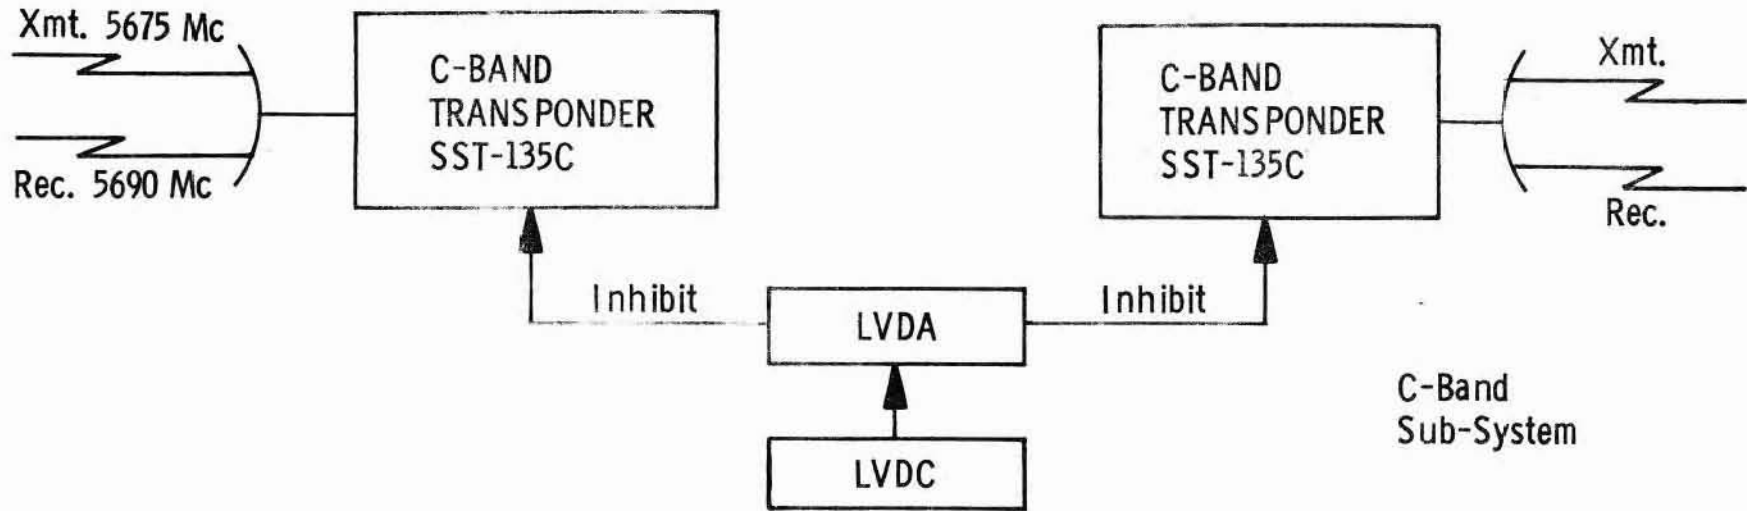 Xmt. 5675 Mc
Rec. 5690 Mc
C-BAND
TRANSPONDER
SST-135C
C-BAND
TRANSPONDER
SST-135C
Xmt.
Rec.
Inhibit
LVDA
Inhibit
LVDC
C-Band
Sub-System